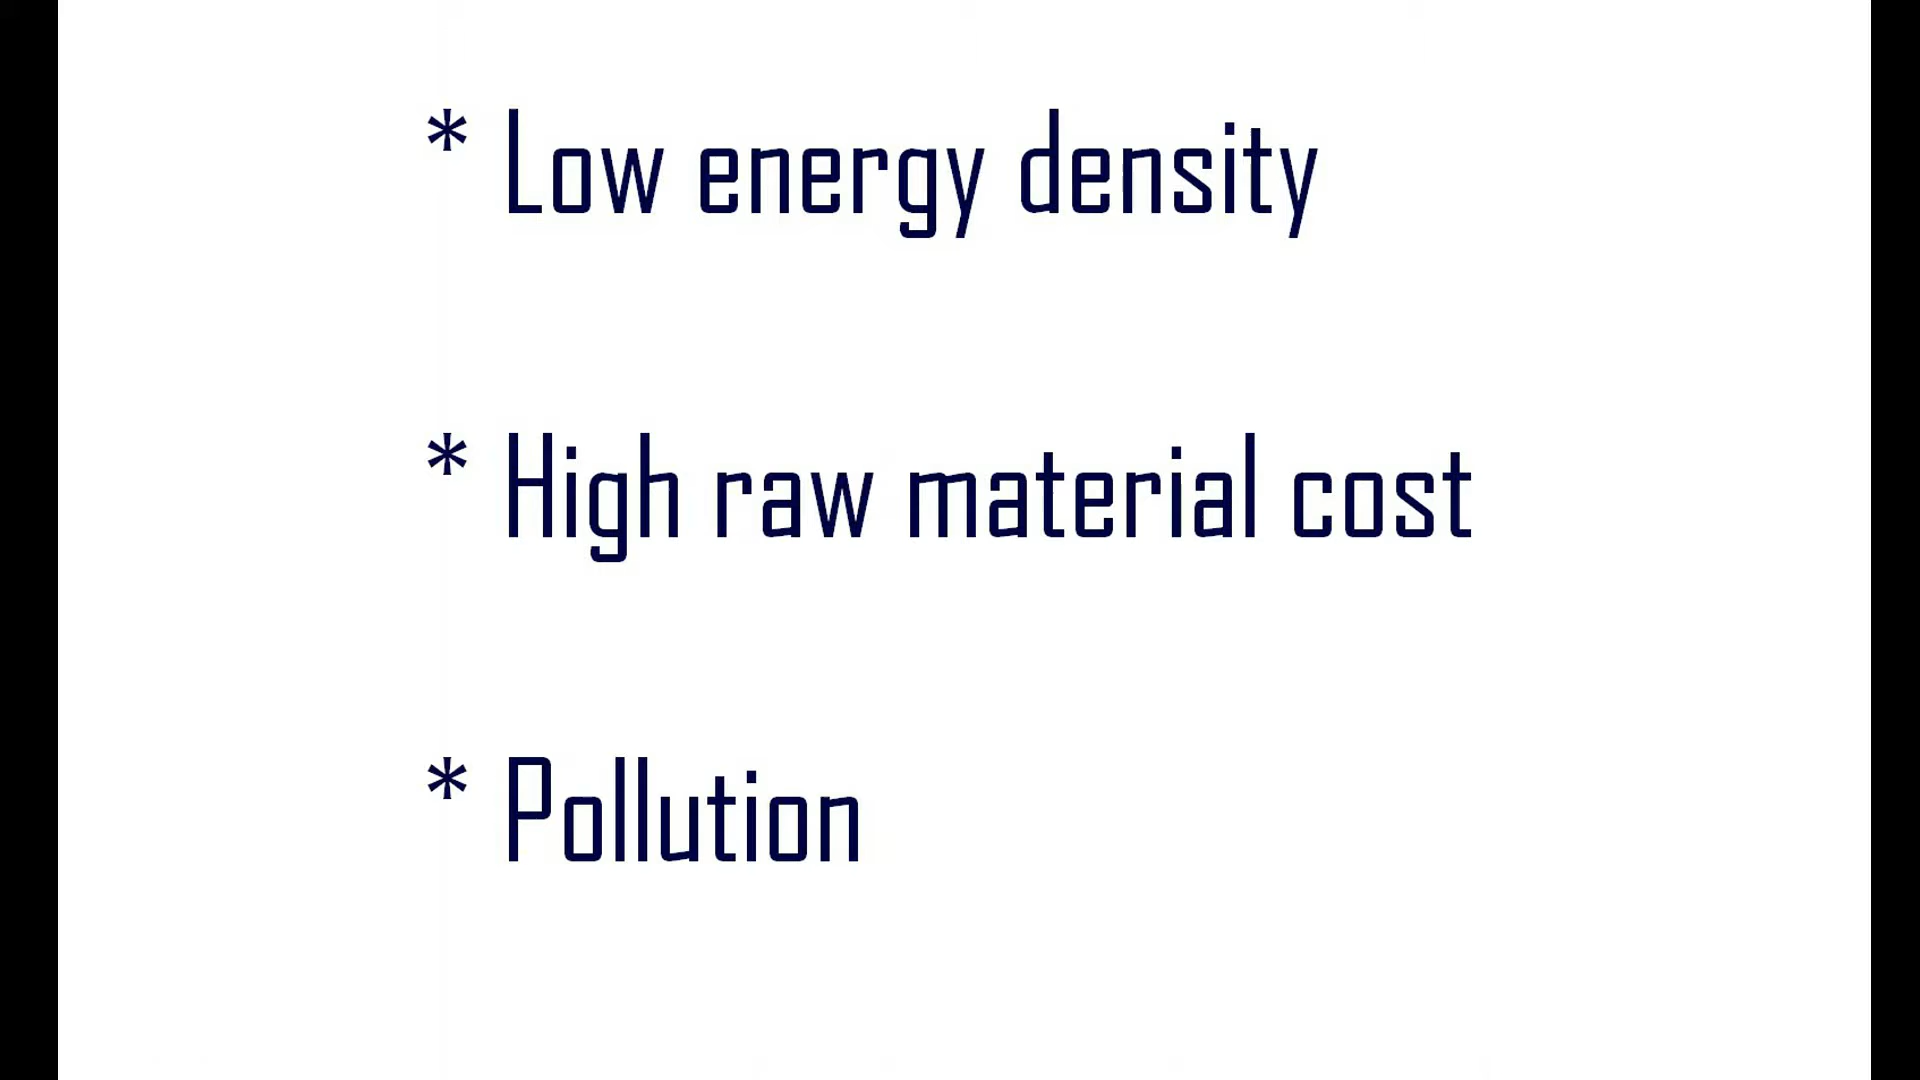 * Low energy density
* High raw material cost
* Pollution